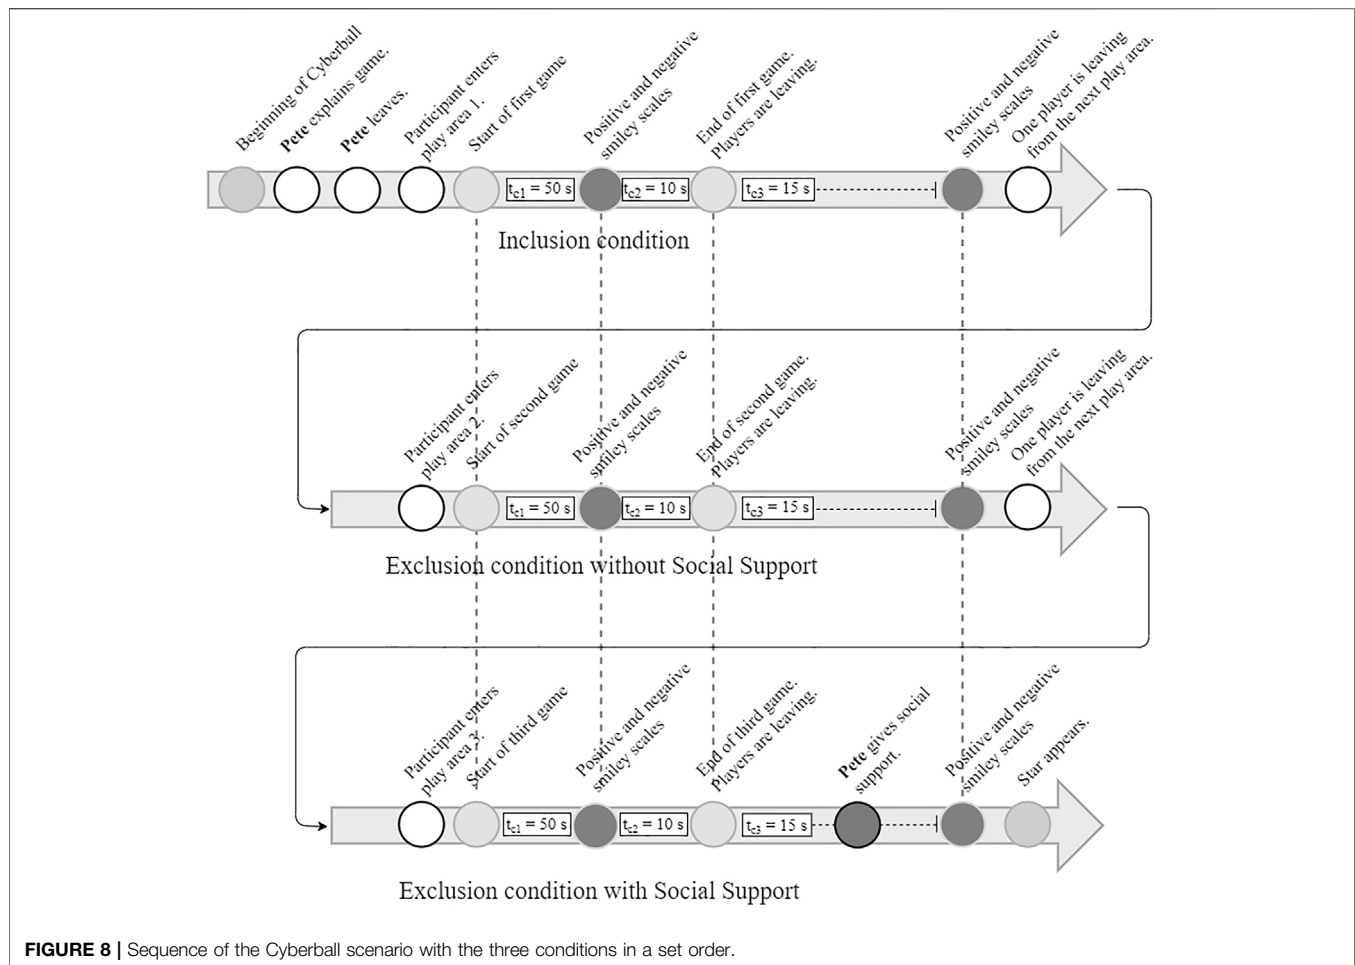 Beginning of Cyberball
Pete explains game.
Pete leaves.
Participant enters
play area 1.
Start of first game
Positive and negative
smiley scales
End of first game.
Players are leaving.
Positive and negative
smiley scales
One player is leaving
from the next play area.
tc1 = 50 s
tc2 = 10 s
tc3 = 15 s
Inclusion condition
Participant enters
play area 2.
Start of second game
Positive and negative
smiley scales
End of second game.
Players are leaving.
Positive and negative
smiley scales
One player is leaving
from the next play area.
tc1 = 50 s
tc2 = 10 s
tc3 = 15 s
Exclusion condition without Social Support
Participant enters
play area 3.
Start of third game
Positive and negative
smiley scales
End of third game.
Players are leaving.
Pete gives social
support.
Positive and negative
smiley scales
Star appears.
tc1 = 50 s
tc2 = 10 s
tc3 = 15 s
Exclusion condition with Social Support
FIGURE 8 | Sequence of the Cyberball scenario with the three conditions in a set order.